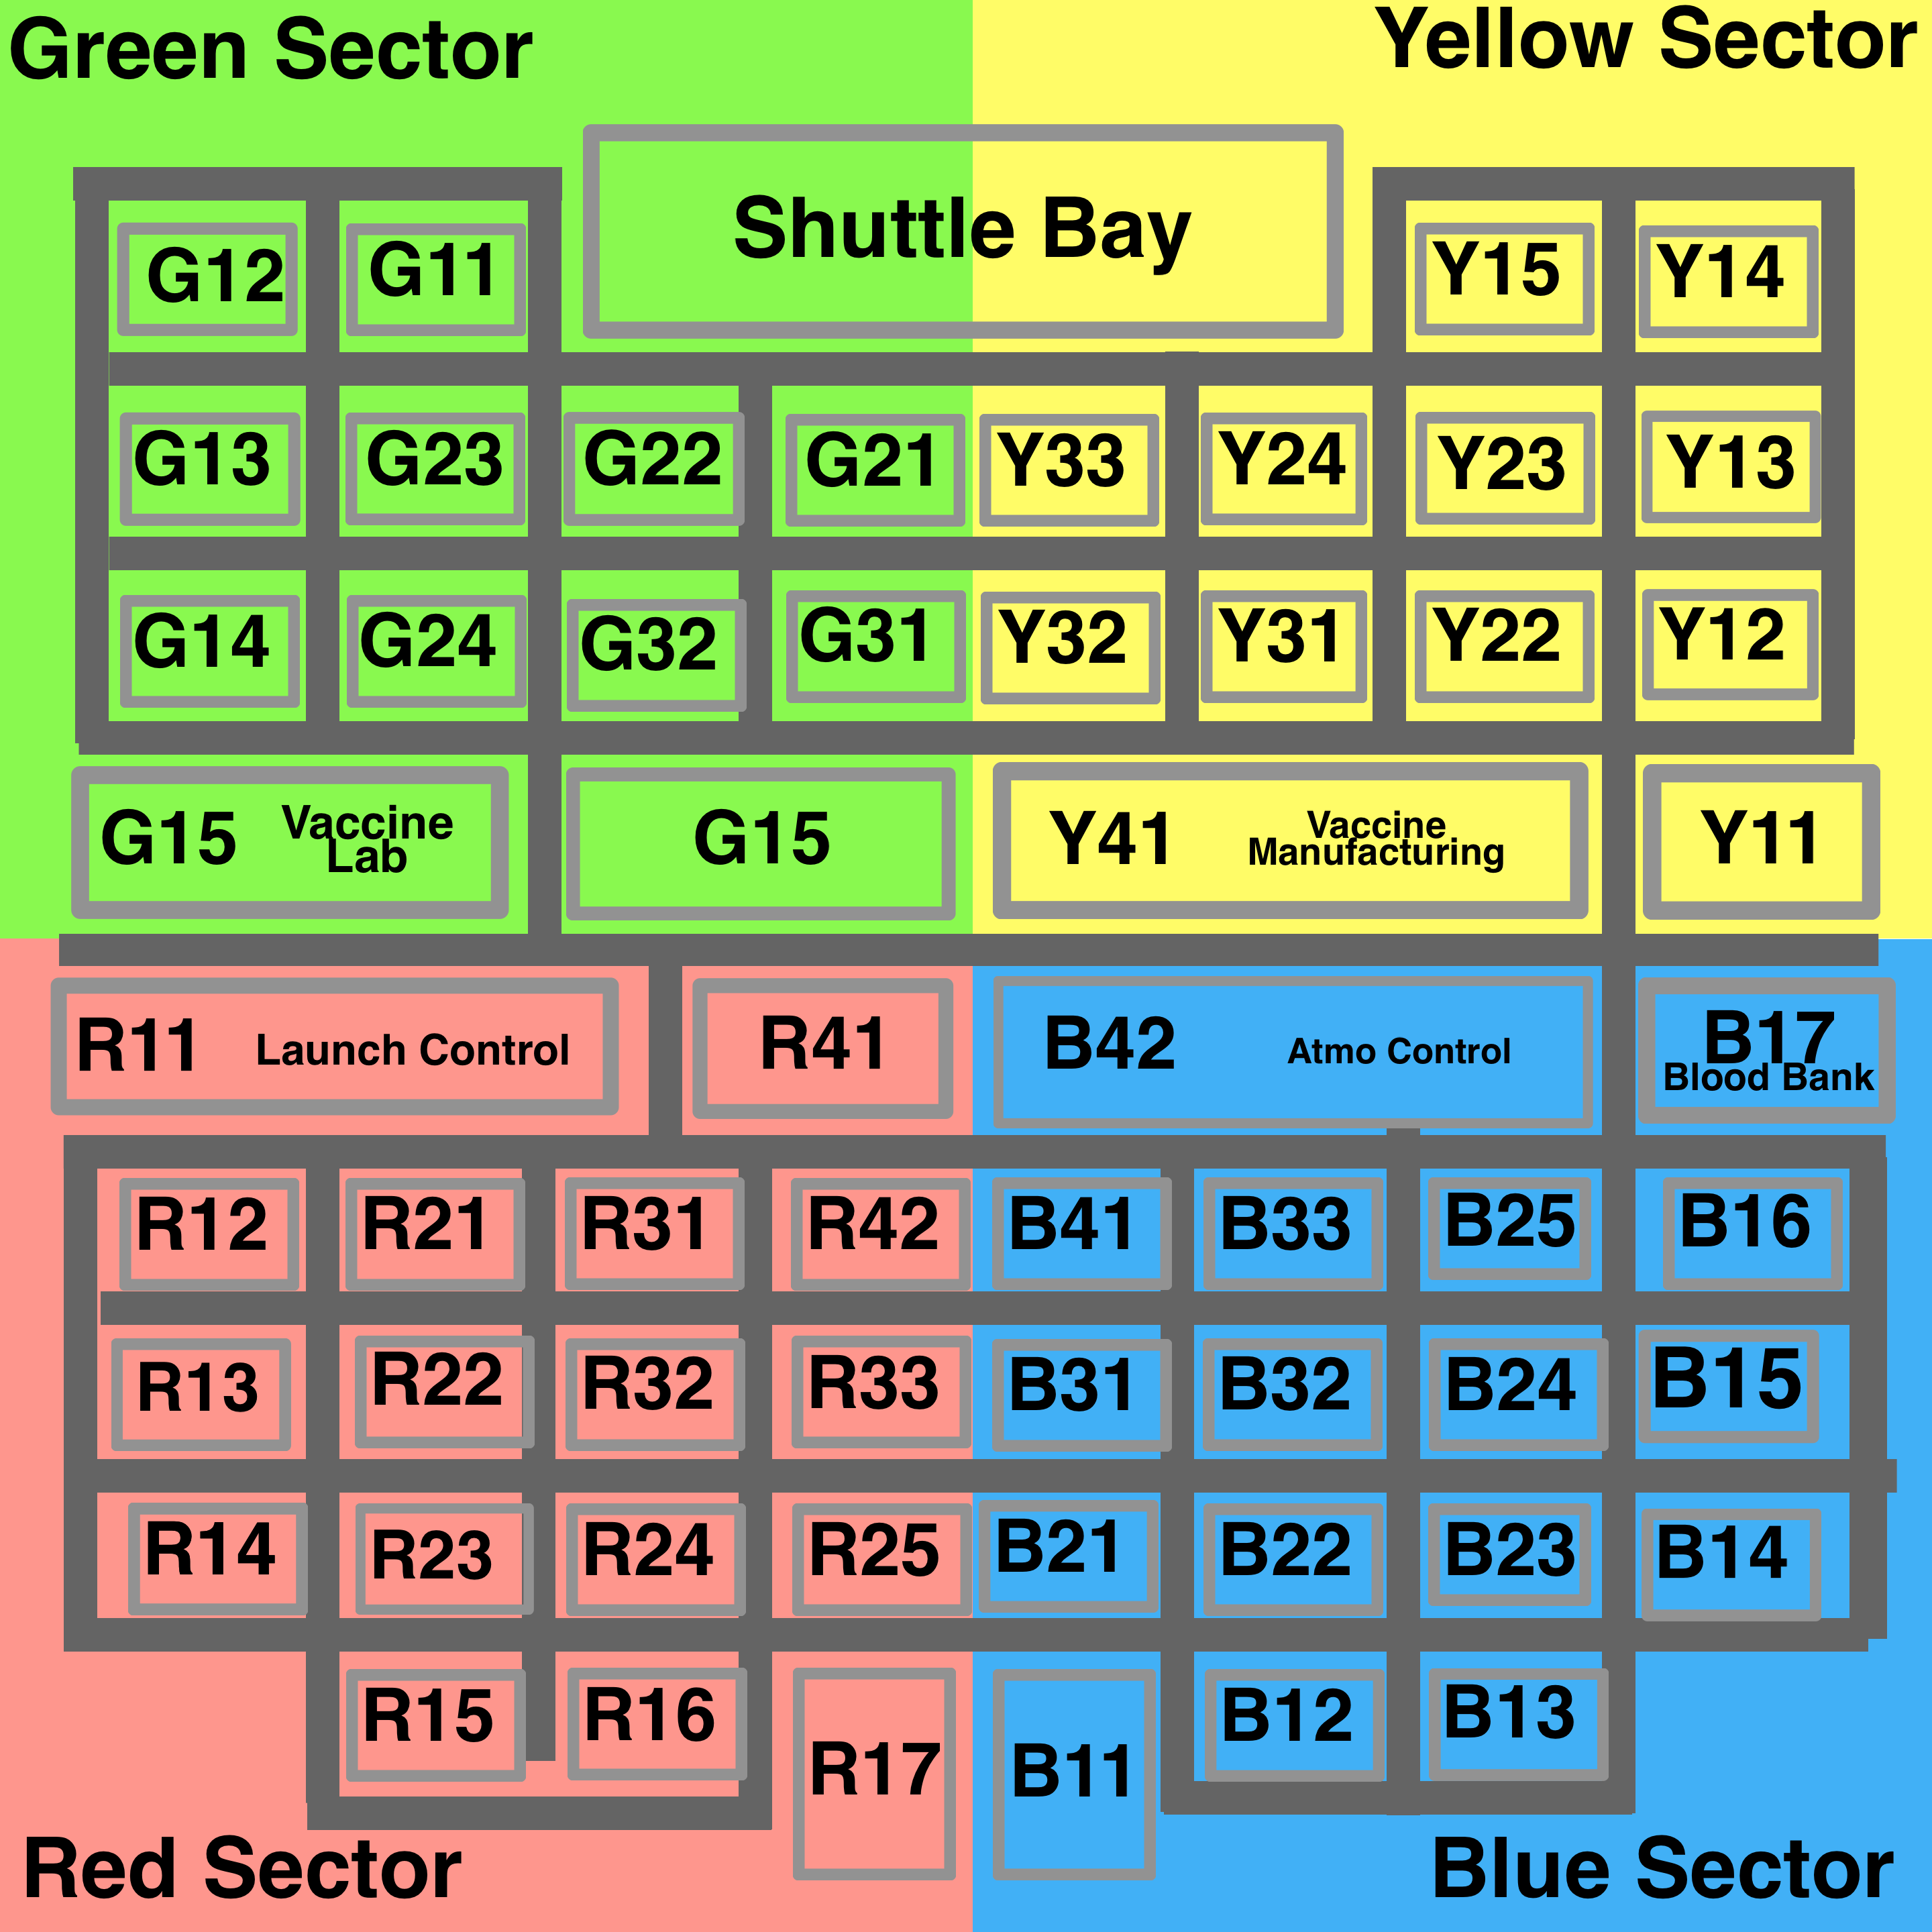 Green Sector
Yellow Sector
Shuttle Bay
G12
G11
Y15
Y14
G13
G23
G22
G21
Y33
Y24
Y23
Y13
G14
G24
G32
G31
Y32
Y31
Y22
Y12
G15
Vaccine
Lab
G15
Y41
Vaccine
Manufacturing
Y11
R11
Launch Control
R41
B42
Atmo Control
B17
Blood Bank
R12
R21
R31
R42
B41
B33
B25
B16
R13
R22
R32
R33
B31
B32
B24
B15
R14
R23
R24
R25
B21
B22
B23
B14
R15
R16
R17
B11
B12
B13
Red Sector
Blue Sector